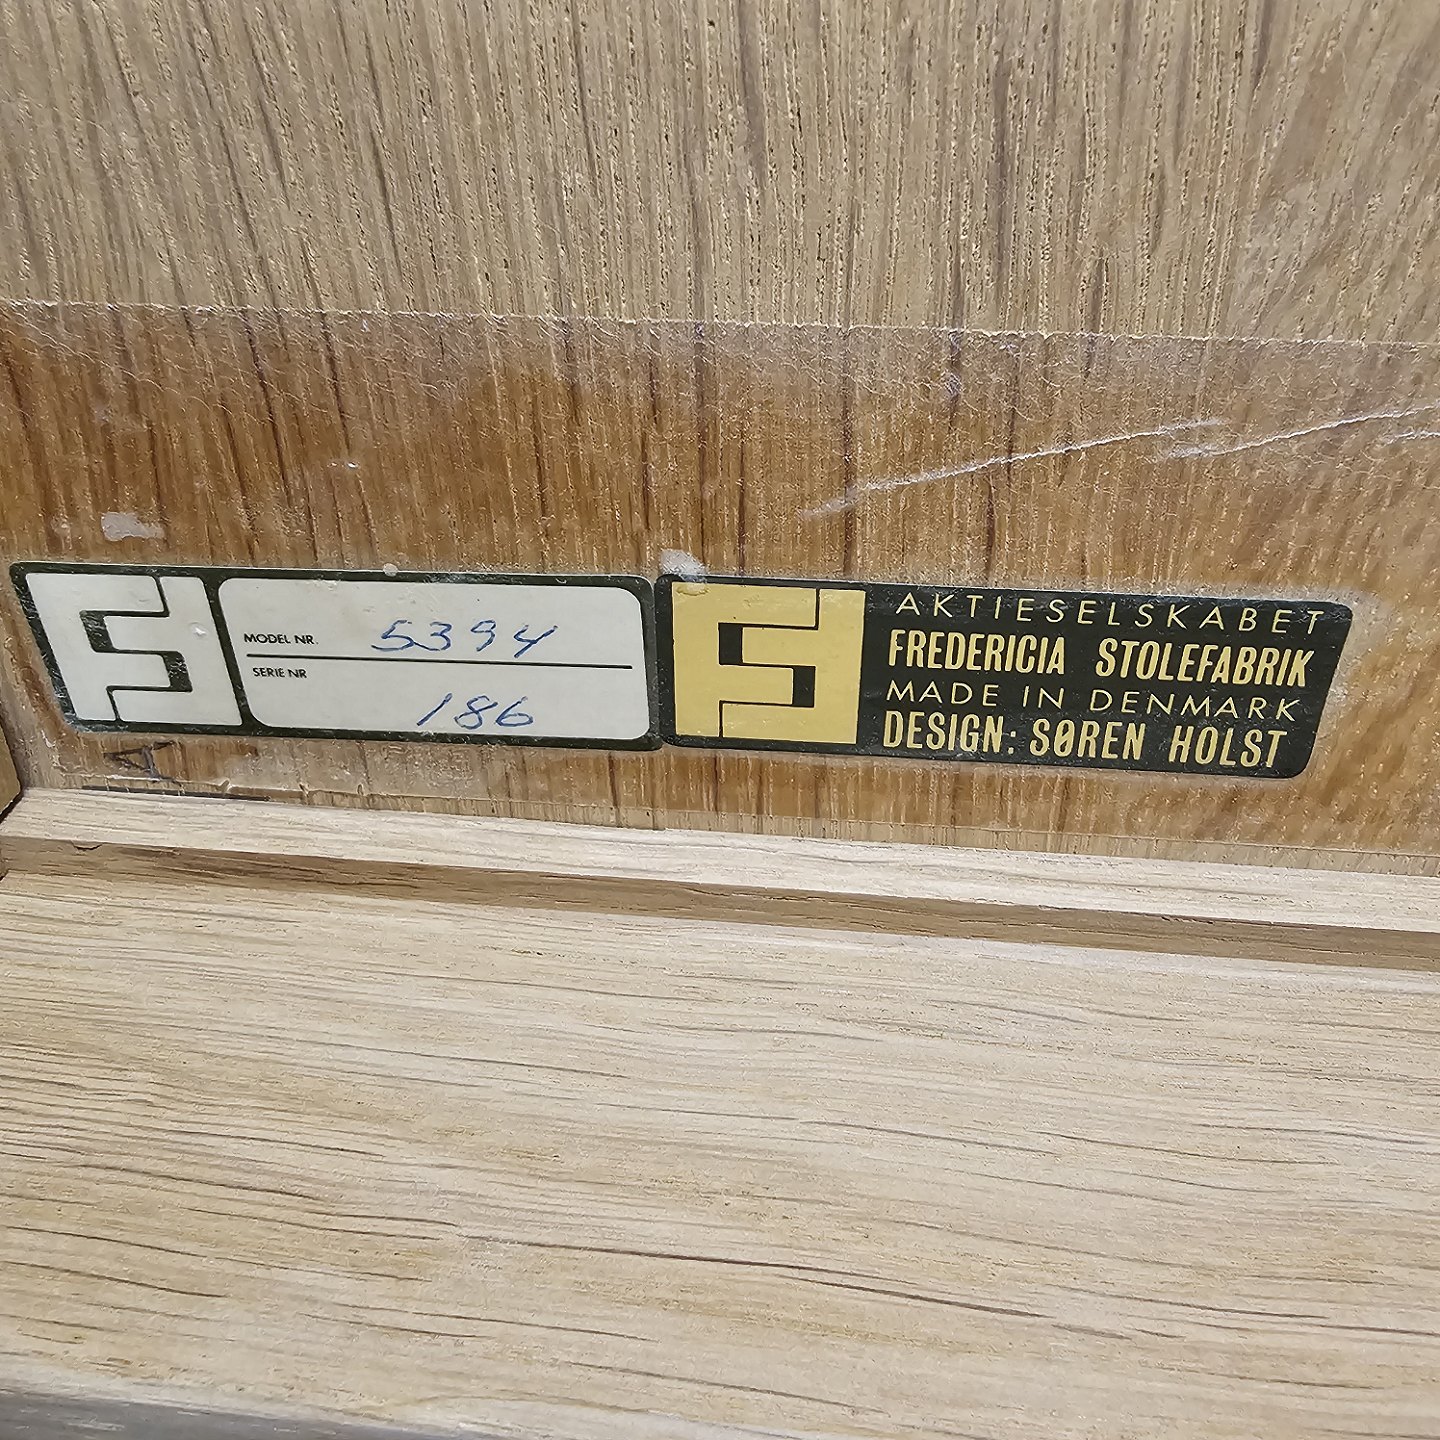 MODEL NR. 5394
SERIE NR 186
AKTIESELSKABET
FREDERICIA STOLEFABRIK
MADE IN DENMARK
DESIGN: SØREN HOLST